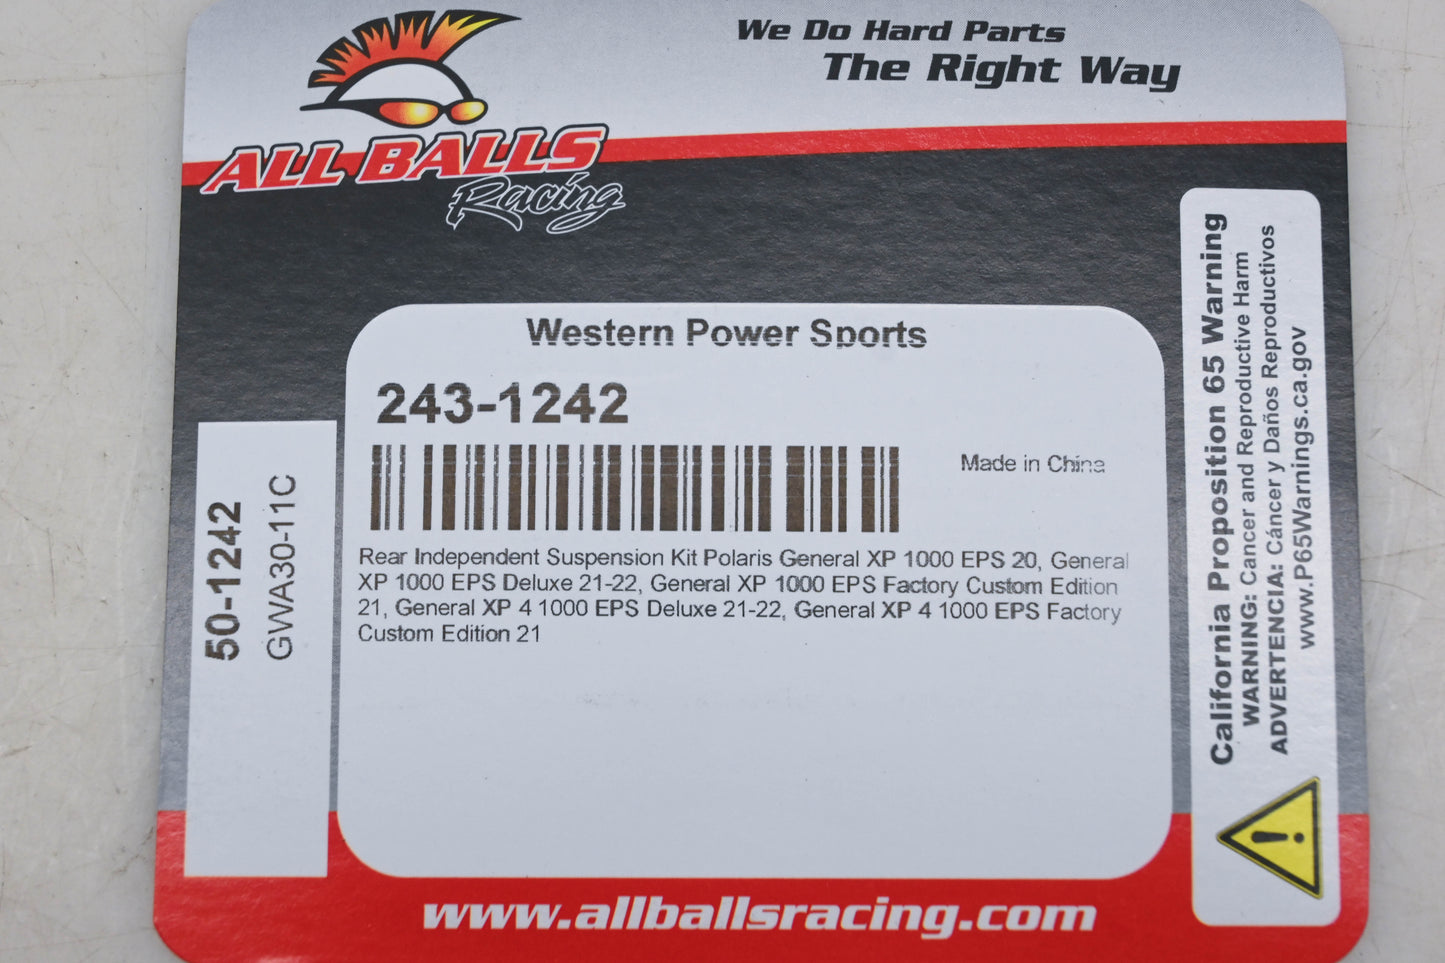 We Do Hard Parts
The Right Way
ALL BALLS
Racing
Western Power Sports
243-1242
Made in China
Rear Independent Suspension Kit Polaris General XP 1000 EPS 20, General
XP 1000 EPS Deluxe 21-22, General XP 1000 EPS Factory Custom Edition
21, General XP 4 1000 EPS Deluxe 21-22, General XP 4 1000 EPS Factory
Custom Edition 21
50-1242
GVA30-11C
California Proposition 65 Warning
WARNING: Cancer and Reproductive Harm
ADVERTENCIA: Cáncer y Daños Reproductivos
www.P65Warnings.ca.gov
www.allballsracing.com